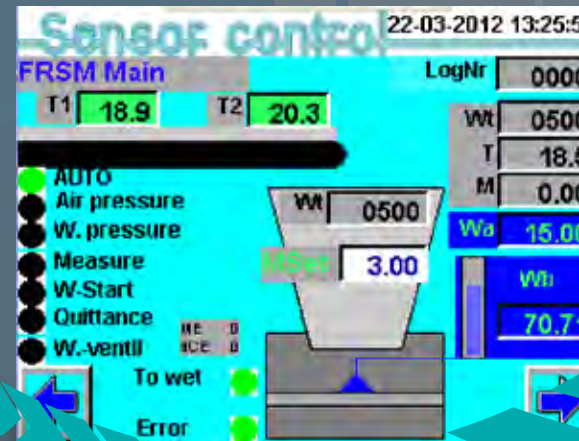 Sensor control
22-03-2012 13:25:5
FRSM Main
LogNr 0000
T1 18.9 T2 20.3
Wt 0500
T 18.9
M 0.00
Wa 15.00
Wb 70.71
AUTO
Air pressure
W. pressure
Measure
W-Start
Quittance
W.-ventil
Wt 0500
MSet 3.00
To wet
Error